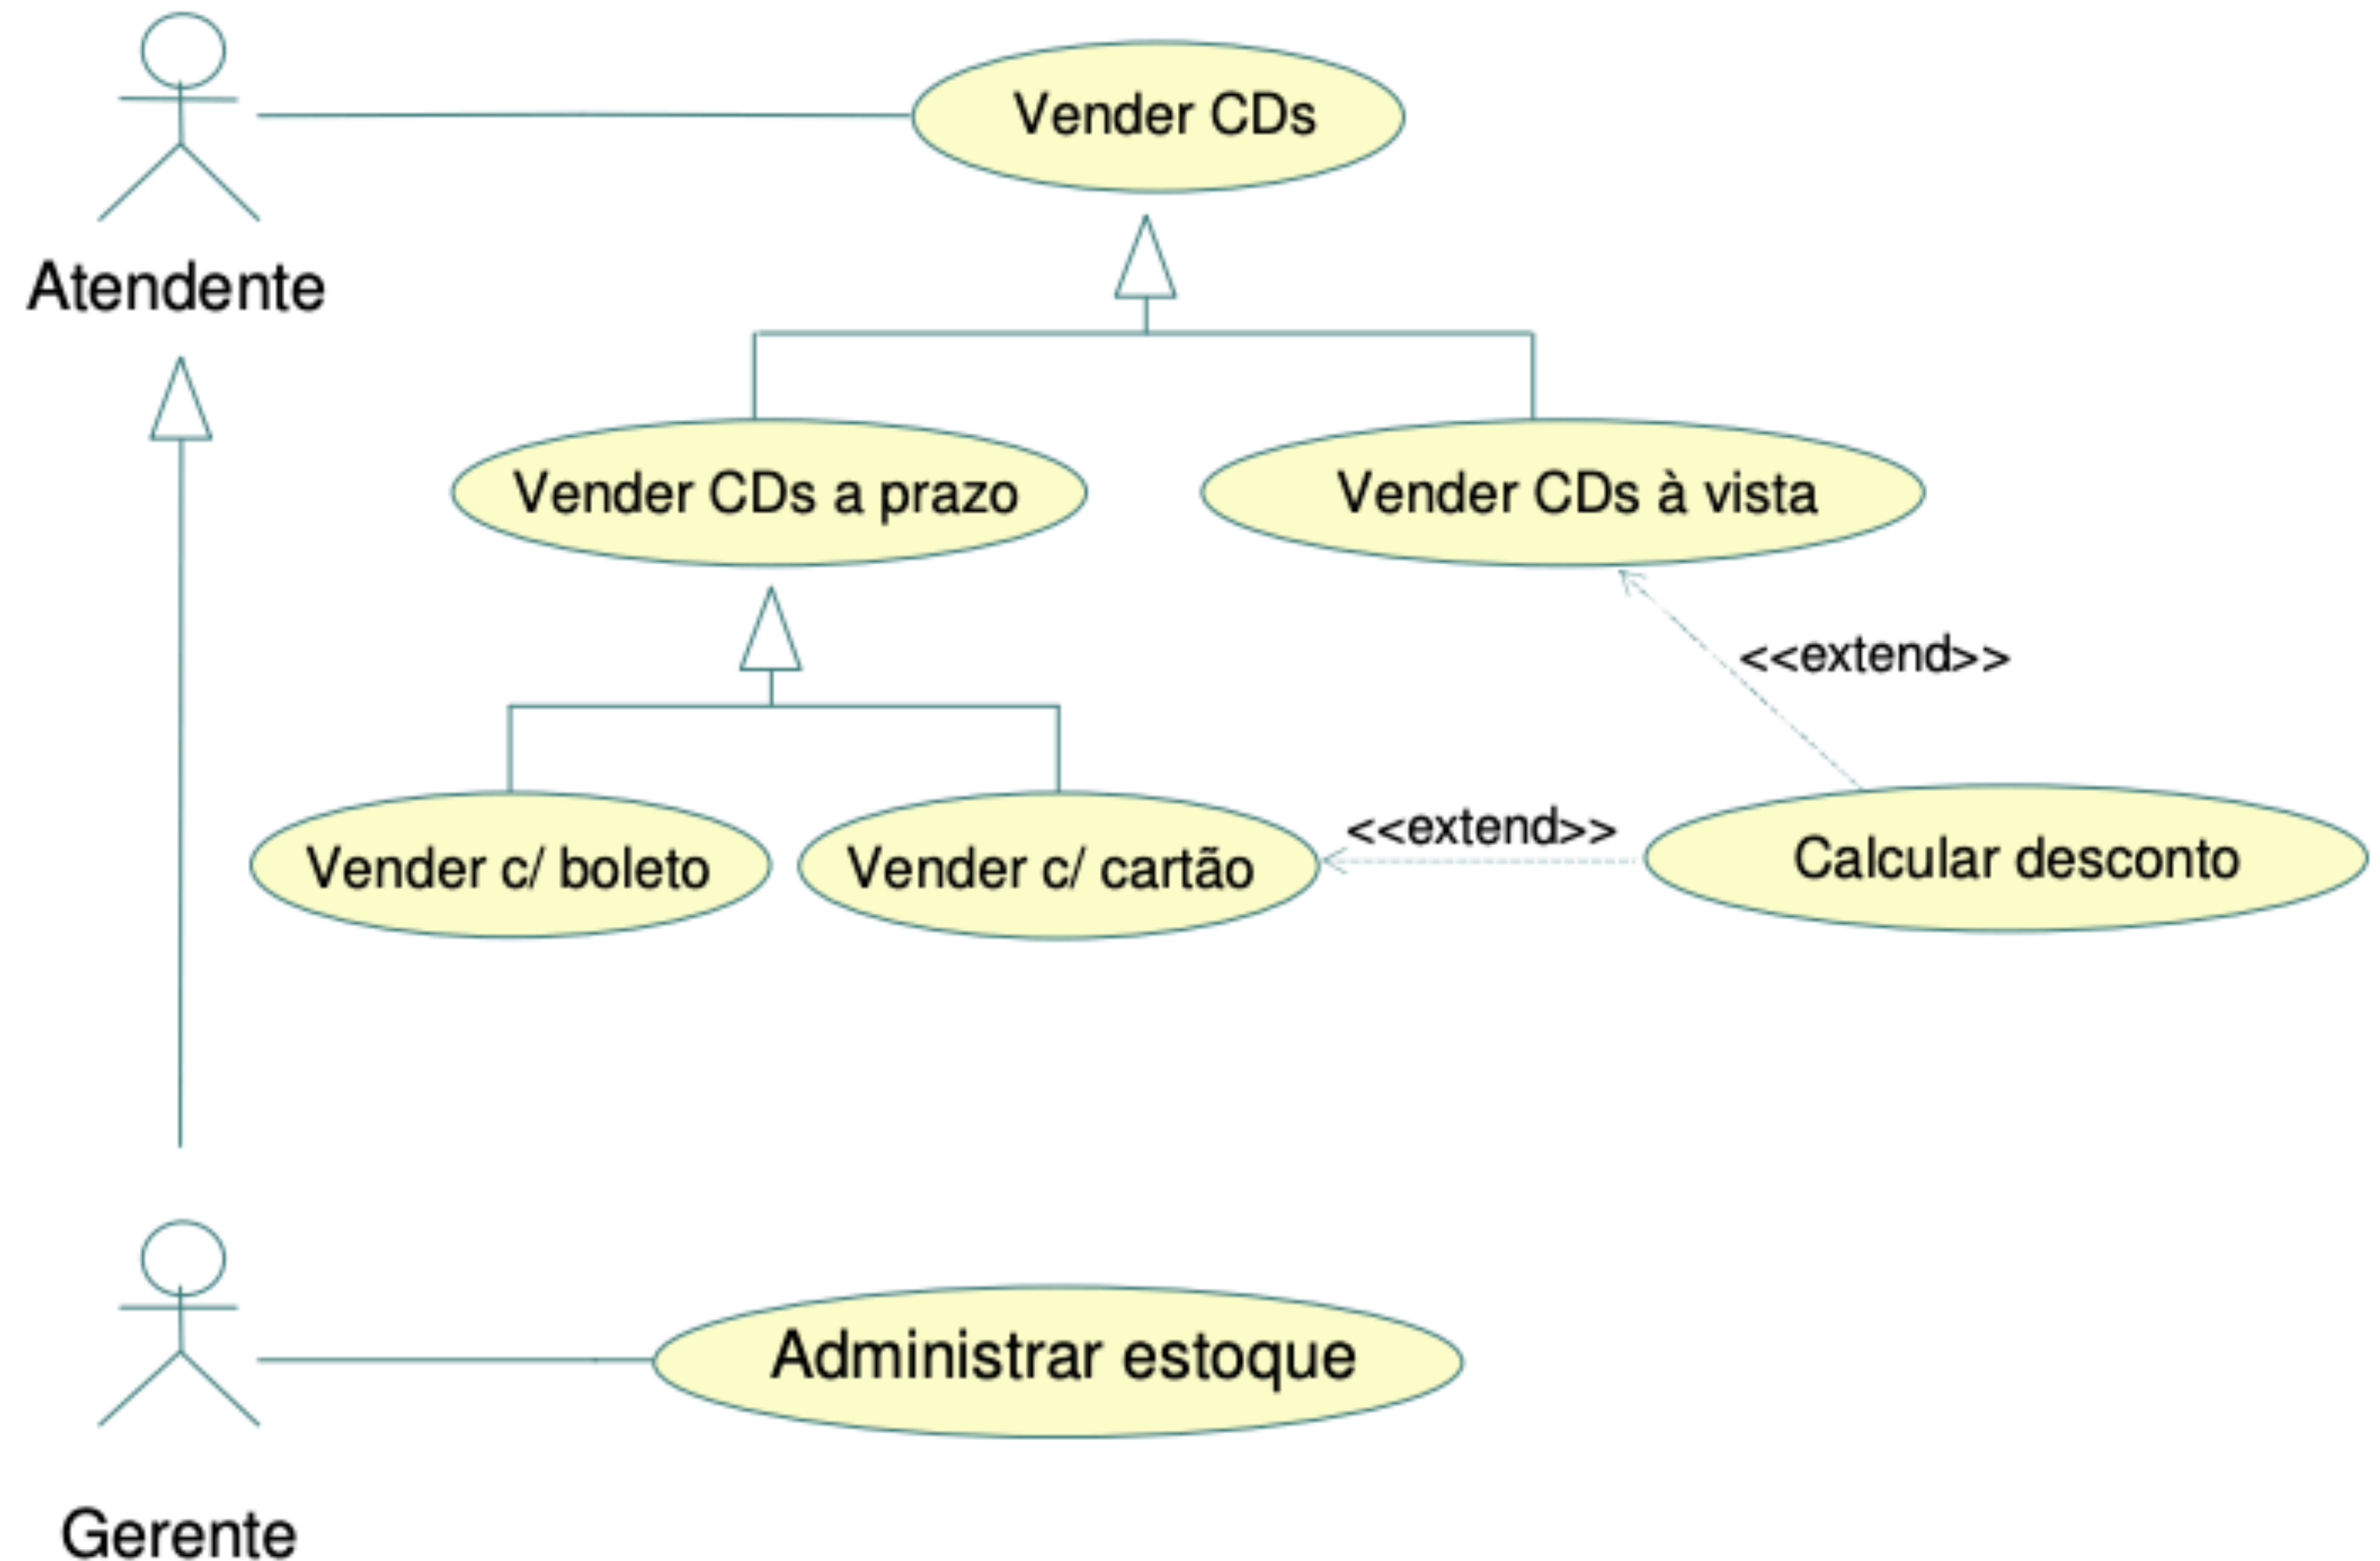 Vender CDs
Atendente
Vender CDs a prazo
Vender CDs à vista
<<extend>>
Vender c/ boleto
Vender c/ cartão
<<extend>>
Calcular desconto
Administrar estoque
Gerente